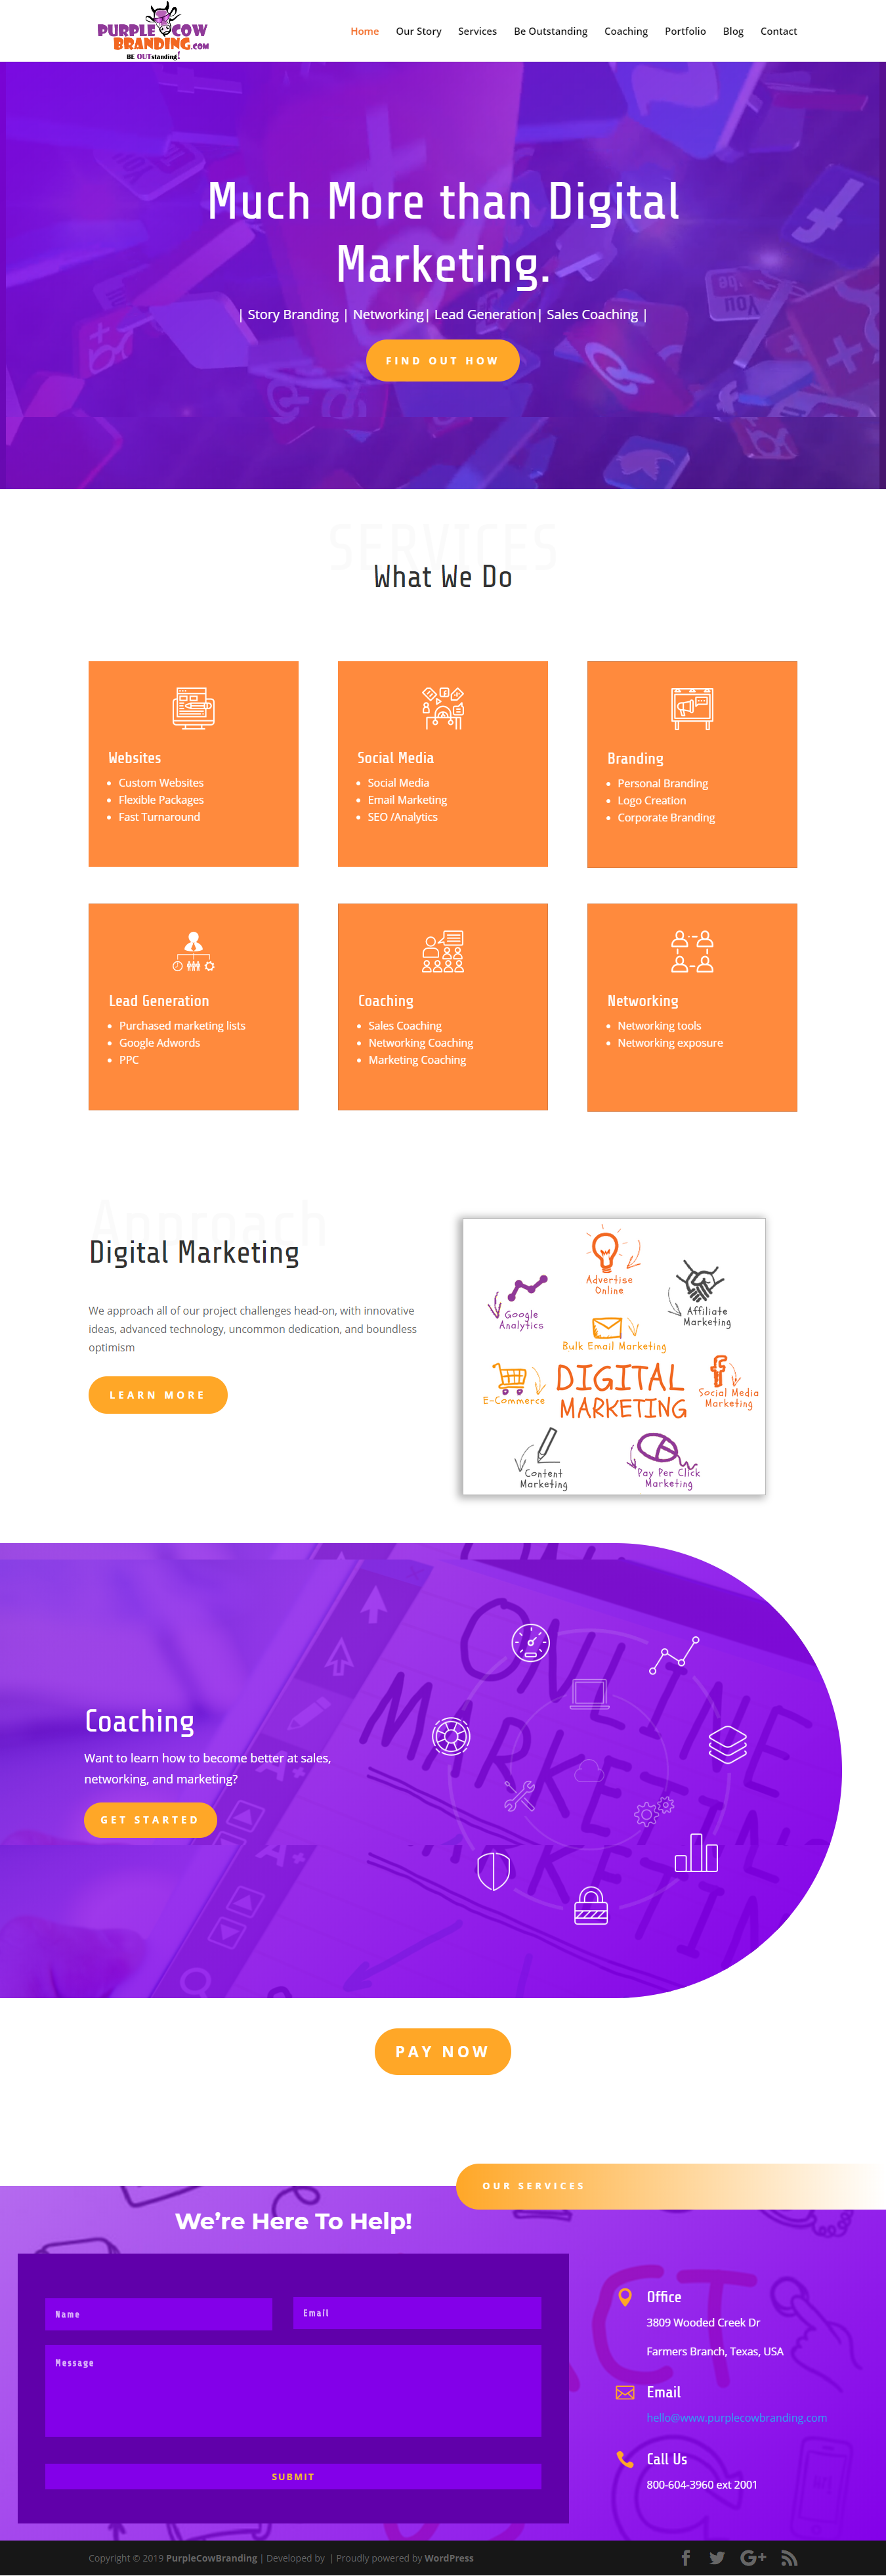 PURPLE COW
BRANDING.COM
BE OUTstanding!
Home Our Story Services Be Outstanding Coaching Portfolio Blog Contact
Much More than Digital
Marketing.
| Story Branding | Networking| Lead Generation| Sales Coaching |
FIND OUT HOW
SERVICES
What We Do
Websites
Custom Websites
Flexible Packages
Fast Turnaround
Social Media
Social Media
Email Marketing
SEO /Analytics
Branding
Personal Branding
Logo Creation
Corporate Branding
Lead Generation
Purchased marketing lists
Google Adwords
PPC
Coaching
Sales Coaching
Networking Coaching
Marketing Coaching
Networking
Networking tools
Networking exposure
Approach
Digital Marketing
We approach all of our project challenges head-on, with innovative
ideas, advanced technology, uncommon dedication, and boundless
optimism
LEARN MORE
Advertise
Online
Google
Analytics
Affiliate
Marketing
Bulk Email Marketing
E-Commerce
DIGITAL
MARKETING
Social Media
Marketing
Content
Marketing
Pay Per Click
Marketing
ONLINE
MARKETING
Coaching
Want to learn how to become better at sales,
networking, and marketing?
GET STARTED
PAY NOW
OUR SERVICES
We're Here To Help!
Name
Email
Message
SUBMIT
Office
3809 Wooded Creek Dr
Farmers Branch, Texas, USA
Email
hello@www.purplecowbranding.com
Call Us
800-604-3960 ext 2001
Copyright © 2019 PurpleCowBranding | Developed by | Proudly powered by WordPress